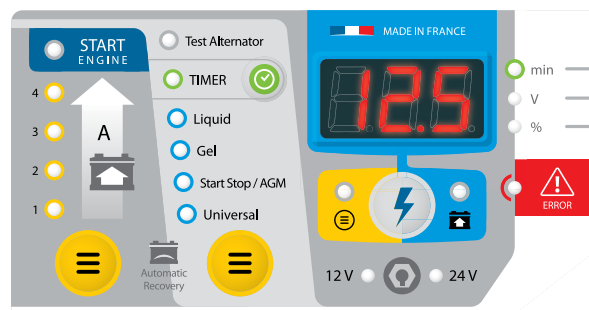 START
ENGINE
4
3
A
2
1
Automatic
Recovery
Test Alternator
TIMER
Liquid
Gel
Start Stop / AGM
Universal
MADE IN FRANCE
12.5
min
V
%
ERROR
12 V
24 V